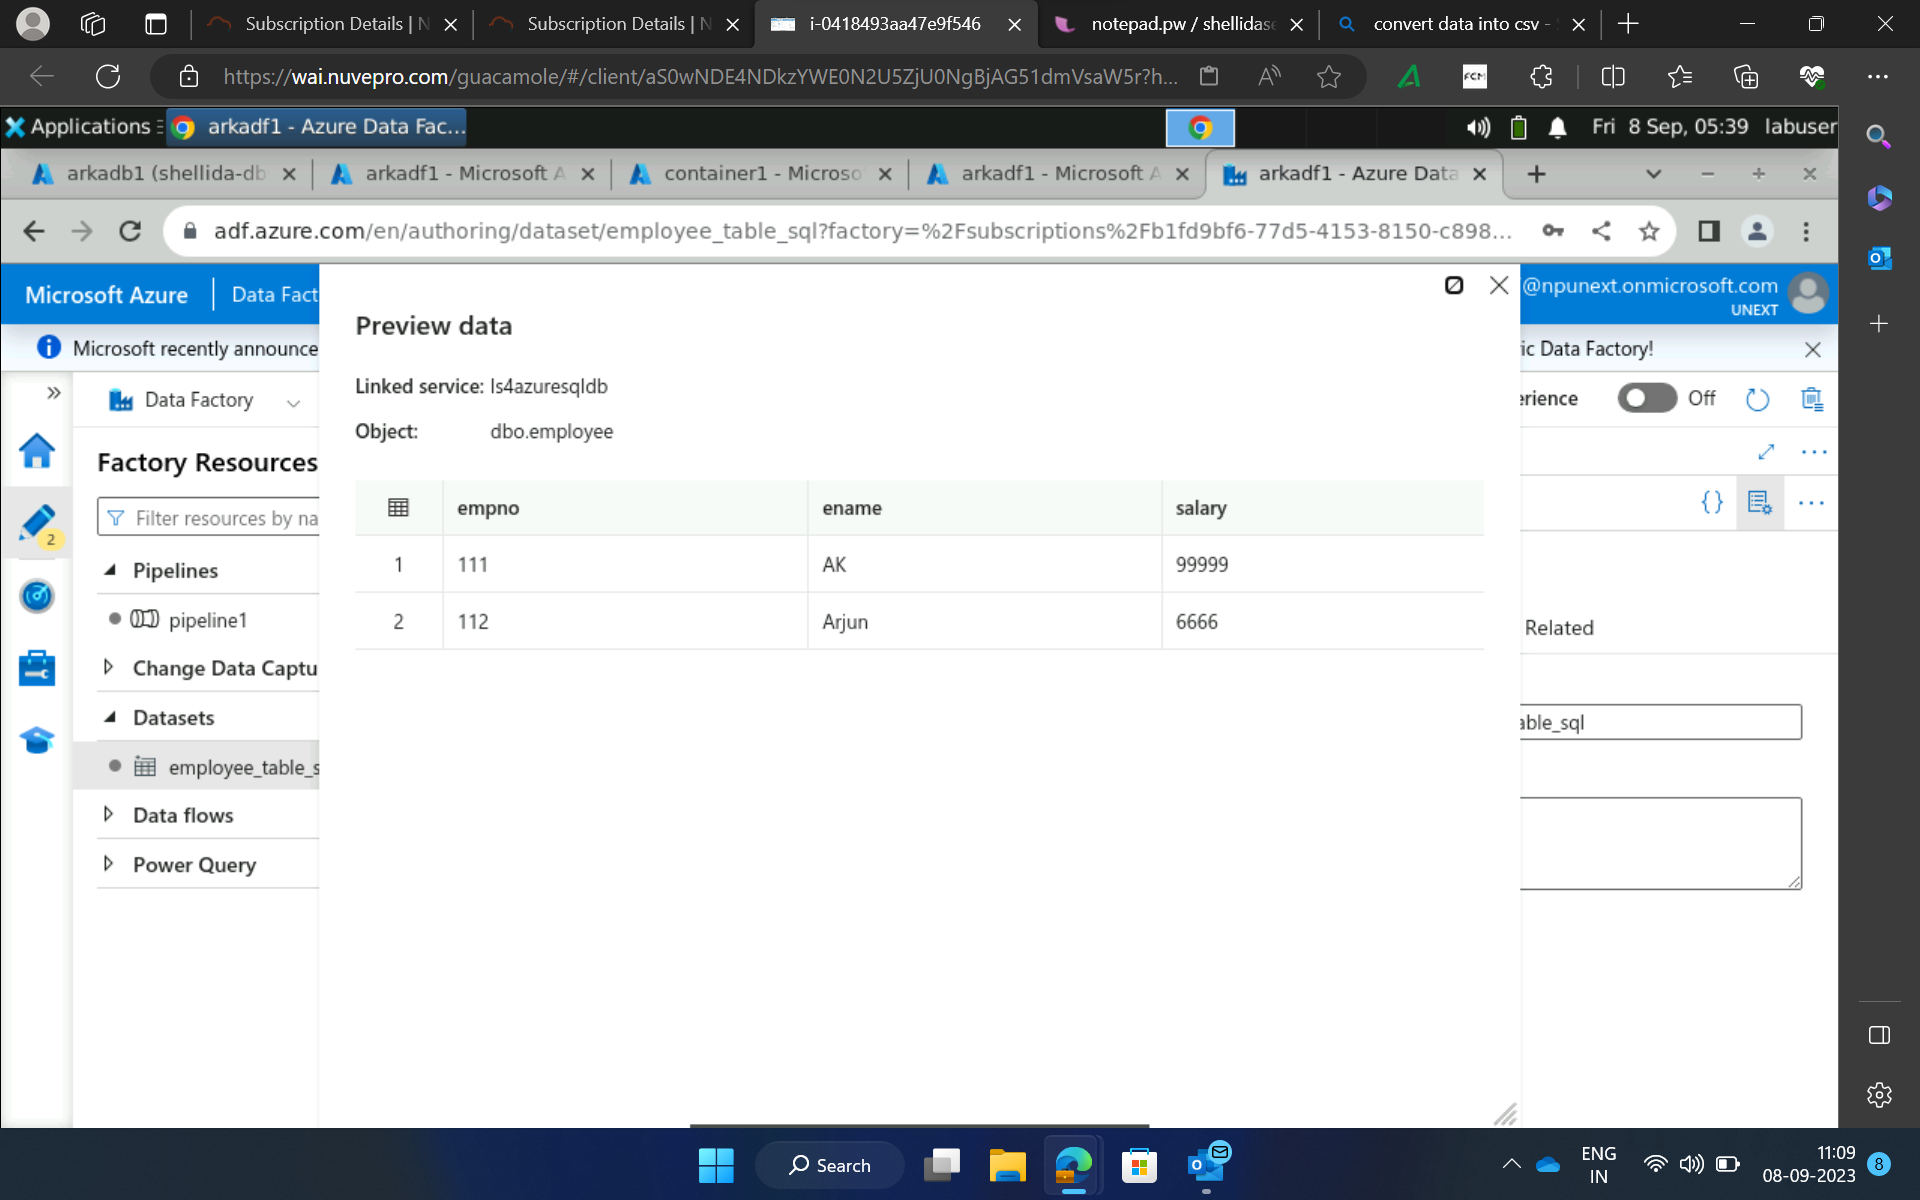 Subscription Details | N
Subscription Details | N
i-0418493aa47e9f546
notepad.pw / shellidase
convert data into csv -
https://wai.nuvepro.com/guacamole/#/client/aS0wNDE4NDkzYWE0N2U5ZjU0NgBjAG51dmVsaW5r?h...
FCM
Applications
arkadf1 - Azure Data Fac...
Fri 8 Sep, 05:39 labuser
arkadb1 (shellida-db
arkadf1 - Microsoft A
container1 - Microso
arkadf1 - Microsoft A
arkadf1 - Azure Data
adf.azure.com/en/authoring/dataset/employee_table_sql?factory=%2Fsubscriptions%2Fb1fd9bf6-77d5-4153-8150-c898...
Microsoft Azure
Data Fact
@npunext.onmicrosoft.com
UNEXT
Microsoft recently announce
ic Data Factory!
Data Factory
erience
Off
Factory Resources
Filter resources by na
2
Pipelines
pipeline1
Change Data Captu
Datasets
employee_table_s
Data flows
Power Query
Preview data
Linked service: ls4azuresqldb
Object: dbo.employee
empno ename salary
1 111 AK 99999
2 112 Arjun 6666
Related
able_sql
Search
ENG
IN
11:09
08-09-2023
8